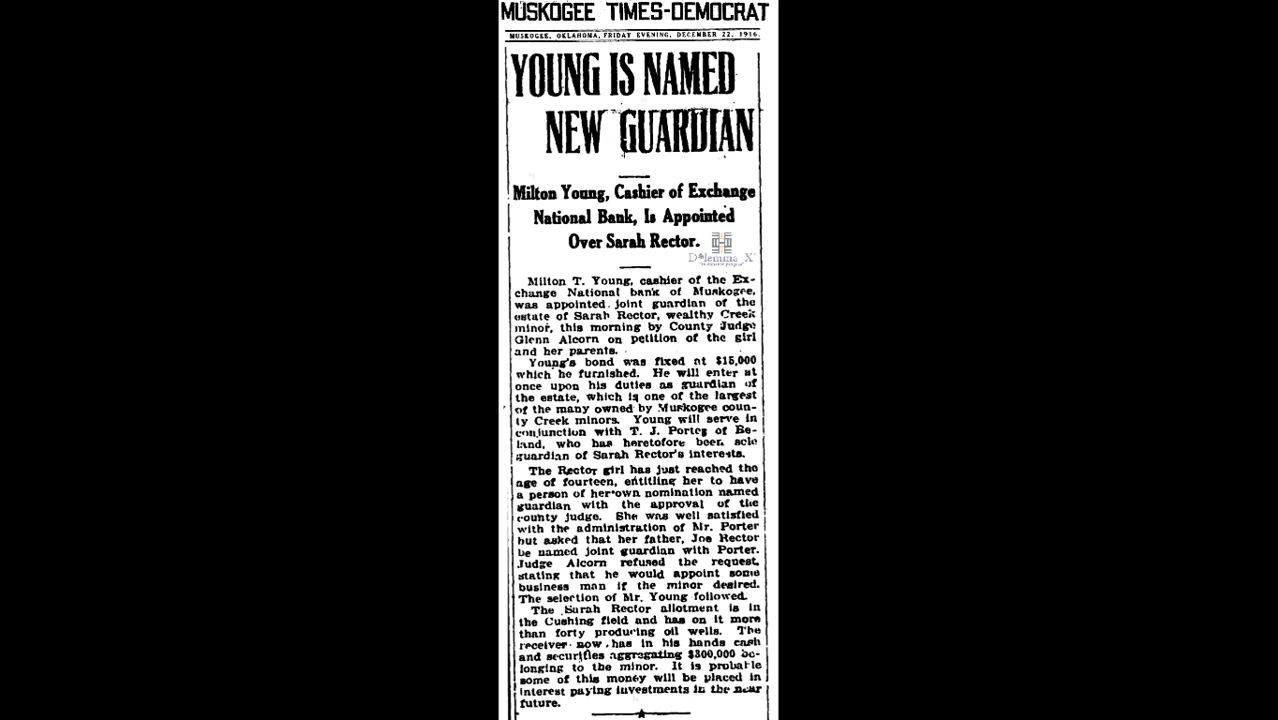 MUSKOGEE TIMES-DEMOCRAT
MUSKOGEE, OKLAHOMA, FRIDAY EVENING, DECEMBER 22, 1916.
YOUNG IS NAMED
NEW GUARDIAN
Milton Young, Cashier of Exchange
National Bank, Is Appointed
Over Sarah Rector.
Dilemma X
Milton T. Young, cashier of the Ex-
change National bank of Muskogee,
was appointed joint guardian of the
estate of Sarah Rector, wealthy Creek
minor, this morning by County Judge
Glenn Alcorn on petition of the girl
and her parents.
Young's bond was fixed at $15,000
which he furnished. He will enter at
once upon his duties as guardian of
the estate, which is one of the largest
of the many owned by Muskogee coun-
ty Creek minors. Young will serve in
conjunction with T. J. Porter of Be-
land, who has heretofore been sole
guardian of Sarah Rector's interests.
The Rector girl has just reached the
age of fourteen, entitling her to have
a person of her own nomination named
guardian with the approval of the
county judge. She was well satisfied
with the administration of Mr. Porter
but asked that her father, Joe Rector
be named joint guardian with Porter.
Judge Alcorn refused the request,
stating that he would appoint some
business man if the minor desired.
The selection of Mr. Young followed.
The Sarah Rector allotment is in
the Cushing field and has on it more
than forty producing oil wells. The
receiver now has in his hands cash
and securities aggregating $300,000 be-
longing to the minor. It is probable
some of this money will be placed in
interest paying investments in the near
future.